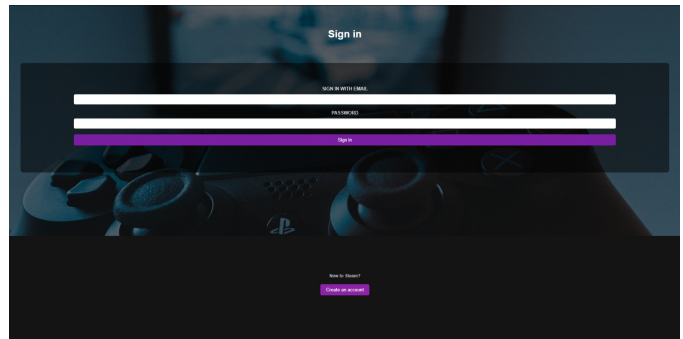 Sign in
SIGN IN WITH EMAIL
PASSWORD
Sign in
New to Steam?
Create an account